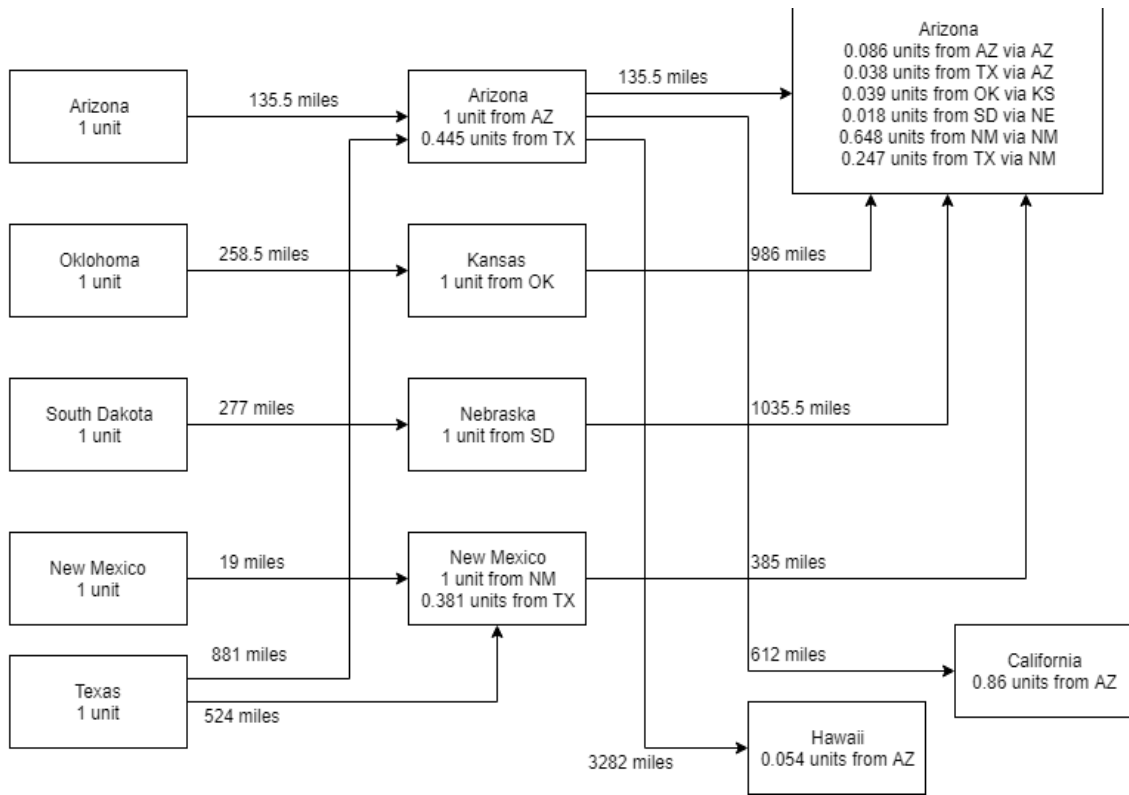 Arizona
1 unit
135.5 miles
Arizona
1 unit from AZ
0.445 units from TX
135.5 miles
Arizona
0.086 units from AZ via AZ
0.038 units from TX via AZ
0.039 units from OK via KS
0.018 units from SD via NE
0.648 units from NM via NM
0.247 units from TX via NM
Oklohoma
1 unit
258.5 miles
Kansas
1 unit from OK
986 miles
South Dakota
1 unit
277 miles
Nebraska
1 unit from SD
1035.5 miles
New Mexico
1 unit
19 miles
New Mexico
1 unit from NM
0.381 units from TX
385 miles
881 miles
Texas
1 unit
524 miles
612 miles
California
0.86 units from AZ
3282 miles
Hawaii
0.054 units from AZ